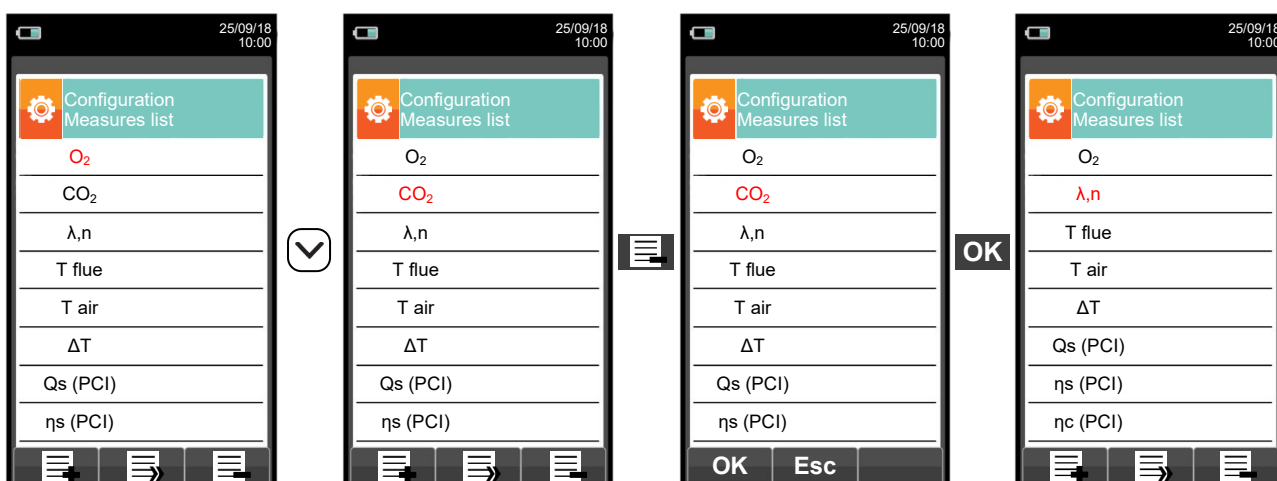 25/09/18
10:00
Configuration
Measures list
O₂
CO₂
λ,n
T flue
T air
ΔT
Qs (PCI)
ηs (PCI)
25/09/18
10:00
Configuration
Measures list
O₂
CO₂
λ,n
T flue
T air
ΔT
Qs (PCI)
ηs (PCI)
25/09/18
10:00
Configuration
Measures list
O₂
CO₂
λ,n
T flue
T air
ΔT
Qs (PCI)
ηs (PCI)
OK Esc
OK
25/09/18
10:00
Configuration
Measures list
O₂
λ,n
T flue
T air
ΔT
Qs (PCI)
ηs (PCI)
ηc (PCI)